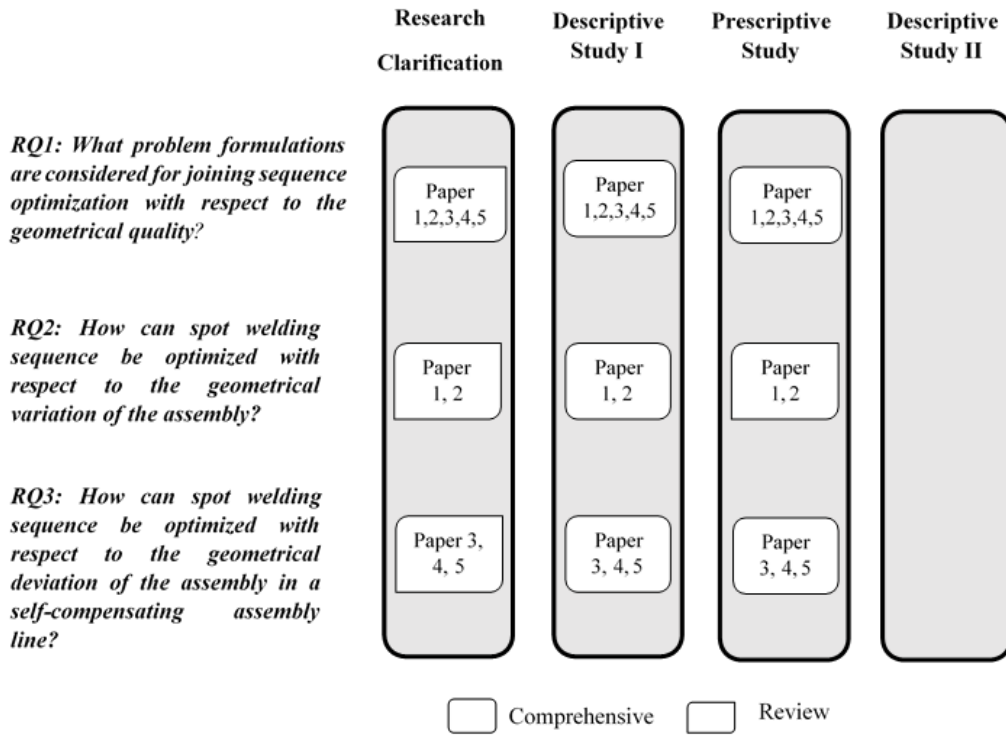 Research
Clarification
Descriptive
Study I
Prescriptive
Study
Descriptive
Study II
RQ1: What problem formulations
are considered for joining sequence
optimization with respect to the
geometrical quality?
Paper
1,2,3,4,5
Paper
1,2,3,4,5
Paper
1,2,3,4,5
RQ2: How can spot welding
sequence be optimized with
respect to the geometrical
variation of the assembly?
Paper
1, 2
Paper
1, 2
Paper
1, 2
RQ3: How can spot welding
sequence be optimized with
respect to the geometrical
deviation of the assembly in a
self-compensating assembly
line?
Paper 3,
4, 5
Paper
3, 4, 5
Paper
3, 4, 5
Comprehensive
Review